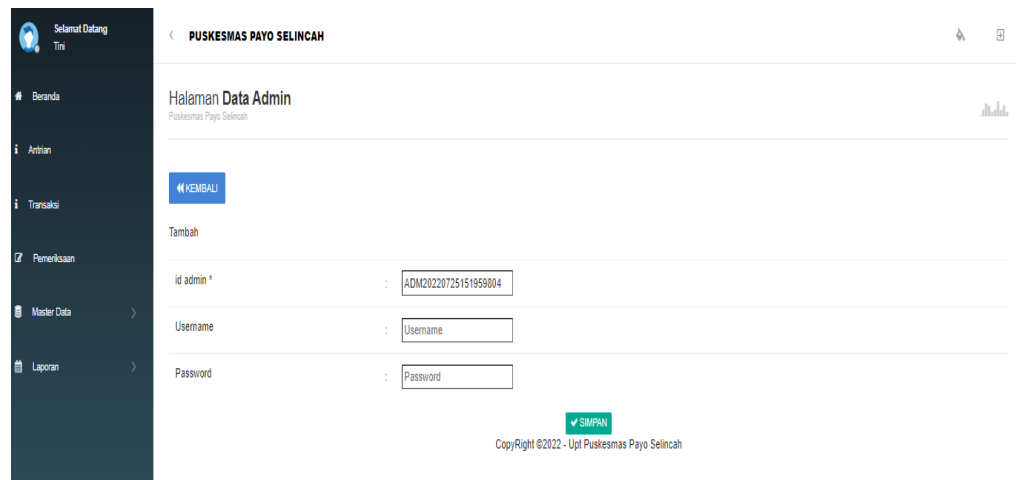 Selamat Datang
Tini
PUSKESMAS PAYO SELINCAH
Beranda
Antrian
Transaksi
Pemeriksaan
Master Data
Laporan
Halaman Data Admin
Puskesmas Payo Selincah
KEMBALI
Tambah
id admin * : ADM20220725151959804
Username : Username
Password : Password
SIMPAN
CopyRight ©2022 - Upt Puskesmas Payo Selincah